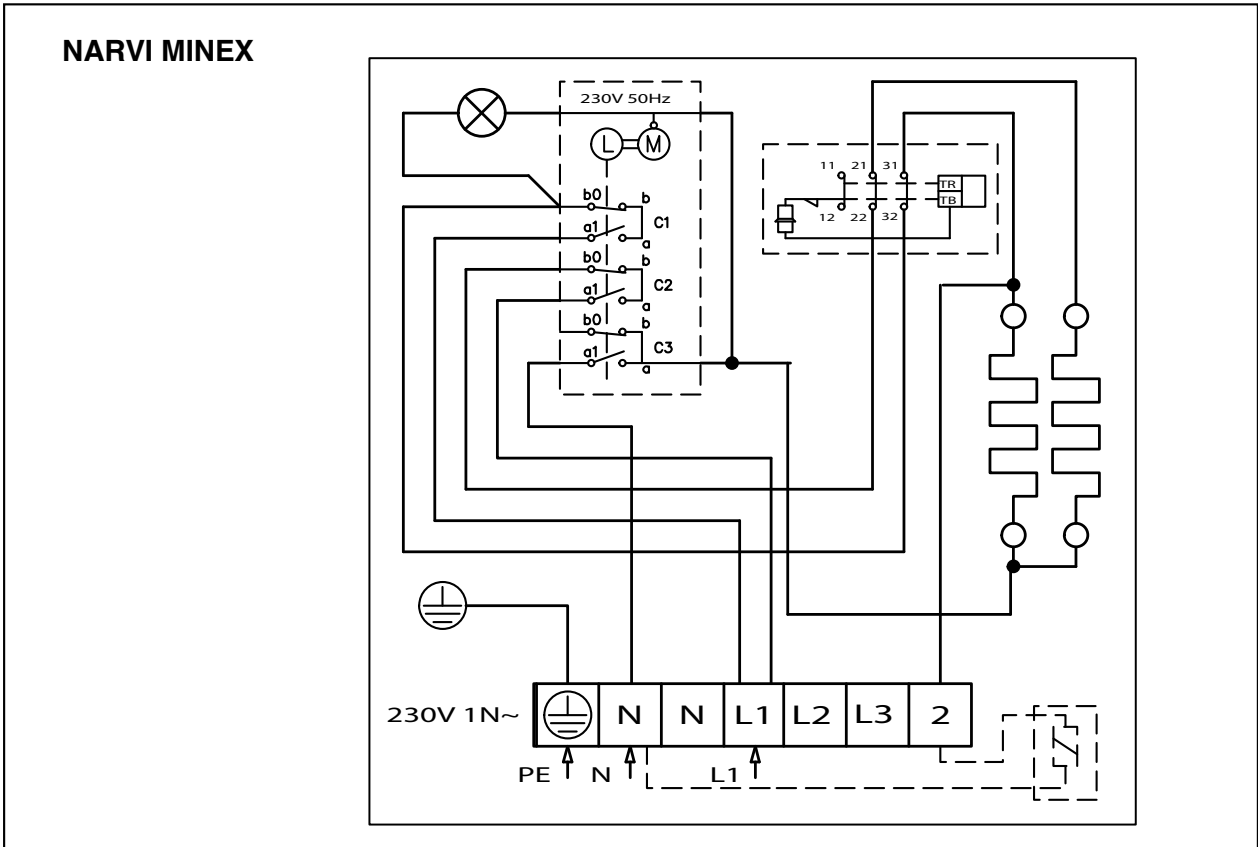 NARVI MINEX
230V 50Hz
L M
11 21 31
TR
TB
12 22 32
b0 b
C1
a1 a
b0 b
C2
a1 a
b0 b
C3
a1 a
230V 1N~ N N L1 L2 L3 2
PE N L1